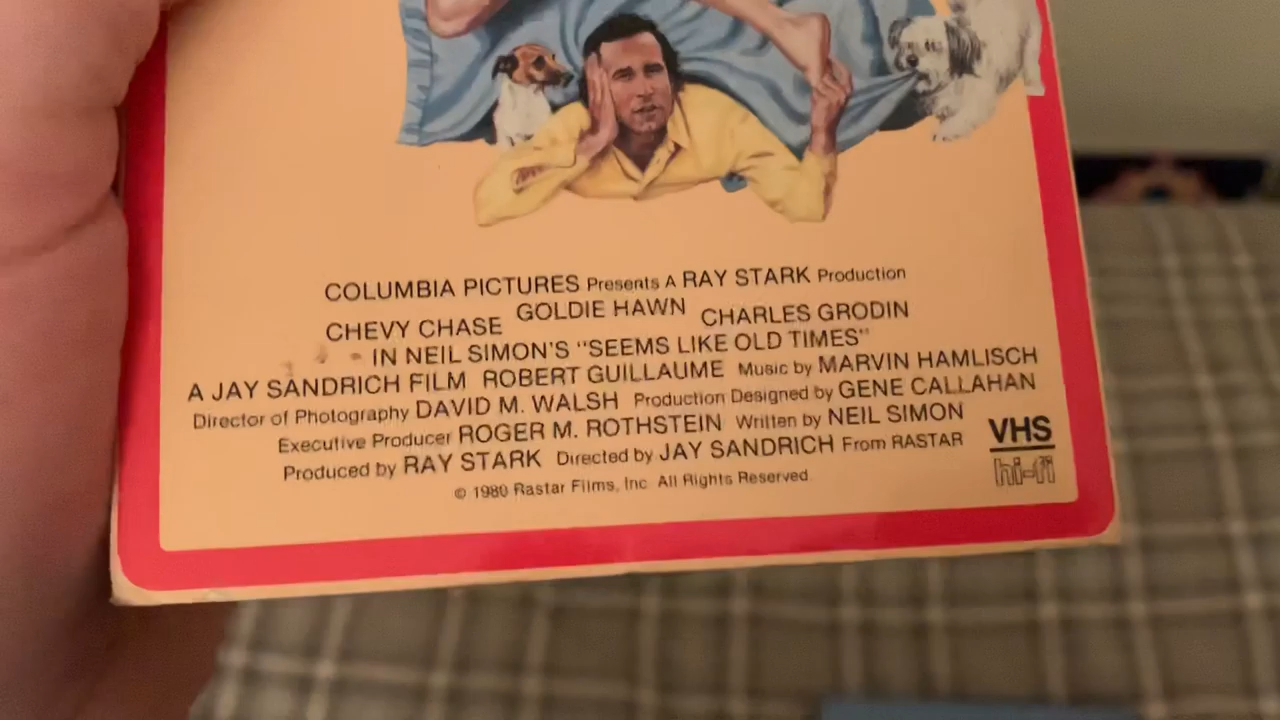 COLUMBIA PICTURES Presents A RAY STARK Production
CHEVY CHASE GOLDIE HAWN CHARLES GRODIN
IN NEIL SIMON'S "SEEMS LIKE OLD TIMES"
A JAY SANDRICH FILM ROBERT GUILLAUME Music by MARVIN HAMLISCH
Director of Photography DAVID M. WALSH Production Designed by GENE CALLAHAN
Executive Producer ROGER M. ROTHSTEIN Written by NEIL SIMON
Produced by RAY STARK Directed by JAY SANDRICH From RASTAR
© 1980 Rastar Films, Inc. All Rights Reserved.
VHS
hi-fi